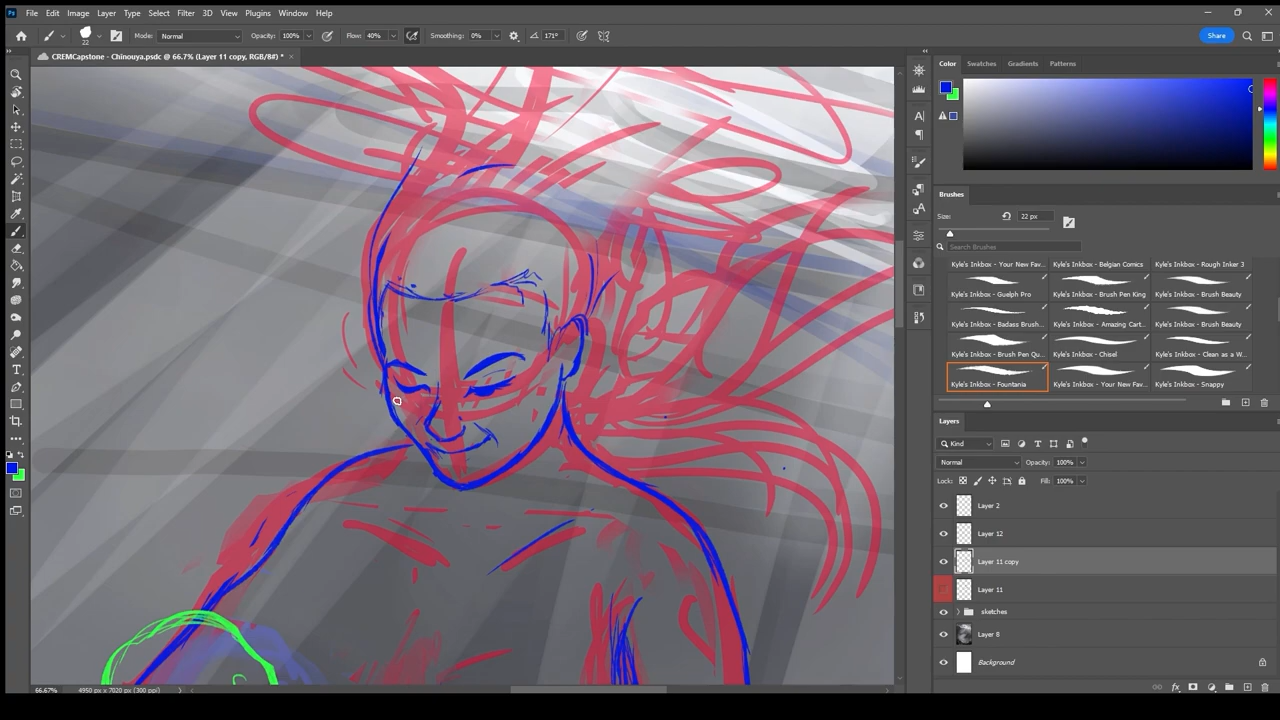 Ps File Edit Image Layer Type Select Filter 3D View Plugins Window Help
22 Mode: Normal Opacity: 100% Flow: 40% Smoothing: 0% 171° Share
CREMCapstone - Chinouya.psdc @ 66.7% (Layer 11 copy, RGB/8#) *
Color Swatches Gradients Patterns
Brushes
Size: 22 px
Search Brushes
Kyle's Inkbox - Your New Fav... Kyle's Inkbox - Belgian Comics Kyle's Inkbox - Rough Inker 3
Kyle's Inkbox - Guelph Pro Kyle's Inkbox - Brush Pen King Kyle's Inkbox - Brush Beauty
Kyle's Inkbox - Badass Brush... Kyle's Inkbox - Amazing Cart... Kyle's Inkbox - Brush Beauty
Kyle's Inkbox - Brush Pen Qu... Kyle's Inkbox - Chisel Kyle's Inkbox - Clean as a W...
Kyle's Inkbox - Fountania Kyle's Inkbox - Your New Fav... Kyle's Inkbox - Snappy
Layers
Kind
Normal Opacity: 100%
Lock: Fill: 100%
Layer 2
Layer 12
Layer 11 copy
Layer 11
sketches
Layer 8
Background
66.67% 4950 px x 7020 px (300 ppi)